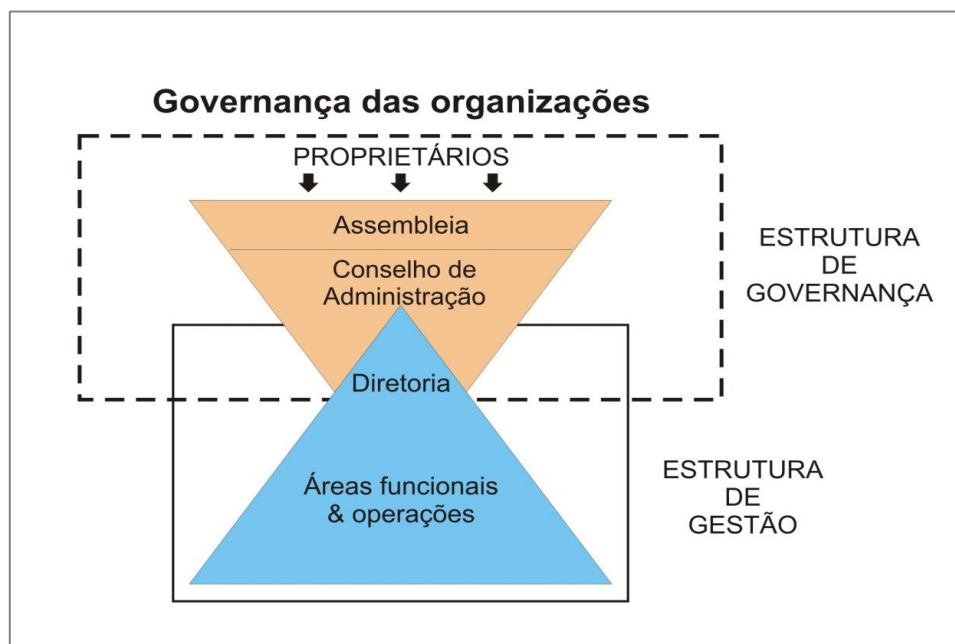 Governança das organizações
PROPRIETÁRIOS
Assembleia
Conselho de
Administração
ESTRUTURA
DE
GOVERNANÇA
Diretoria
Áreas funcionais
& operações
ESTRUTURA
DE
GESTÃO